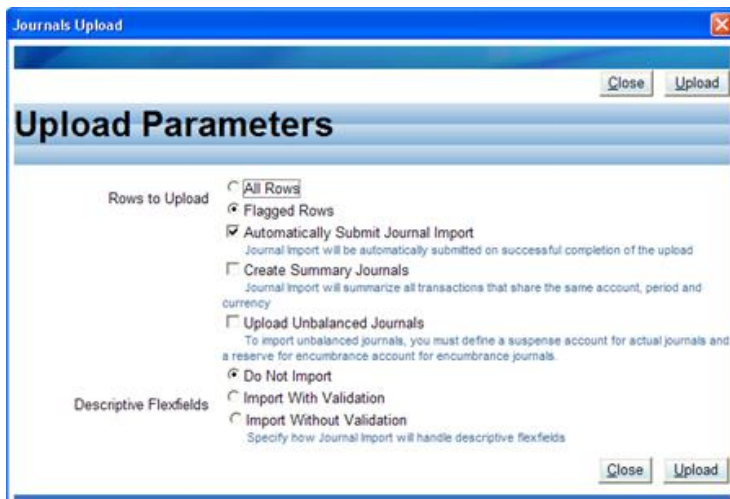 Journals Upload
Close Upload
Upload Parameters
Rows to Upload
All Rows
Flagged Rows
Automatically Submit Journal Import
Journal Import will be automatically submitted on successful completion of the upload
Create Summary Journals
Journal Import will summarize all transactions that share the same account, period and
currency
Upload Unbalanced Journals
To import unbalanced journals, you must define a suspense account for actual journals and
a reserve for encumbrance account for encumbrance journals.
Descriptive Flexfields
Do Not Import
Import With Validation
Import Without Validation
Specify how Journal Import will handle descriptive flexfields
Close Upload